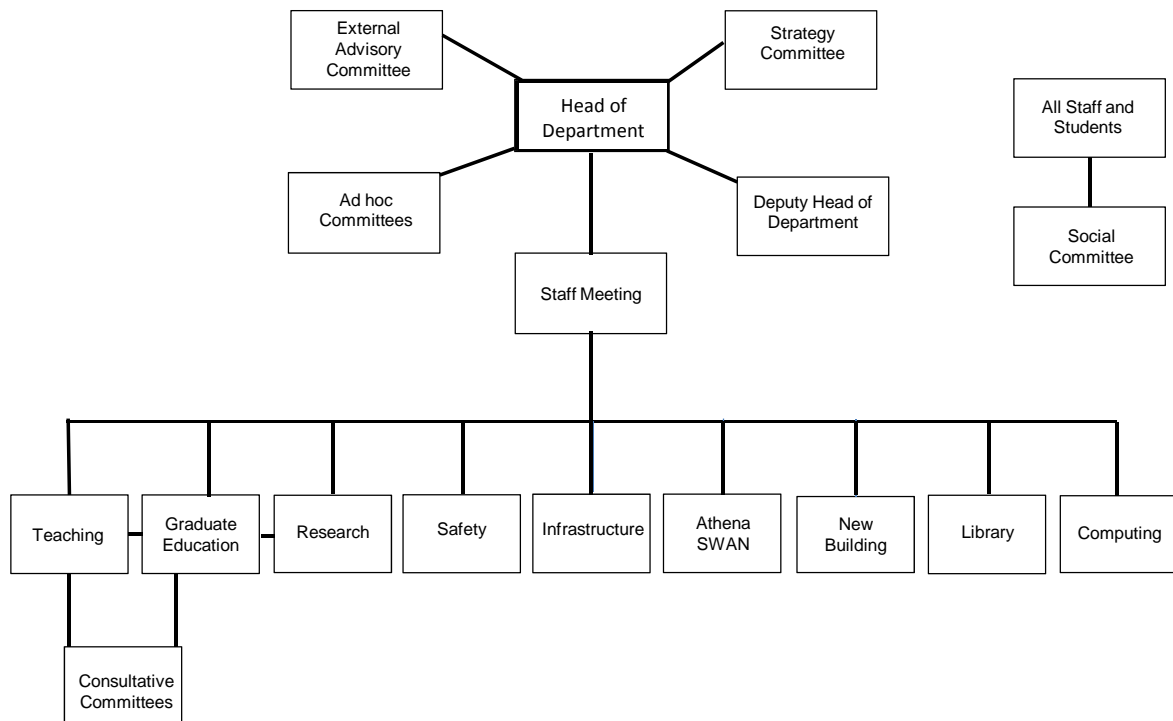 External
Advisory
Committee
Strategy
Committee
Head of
Department
All Staff and
Students
Ad hoc
Committees
Deputy Head of
Department
Social
Committee
Staff Meeting
Teaching
Graduate
Education
Research
Safety
Infrastructure
Athena
SWAN
New
Building
Library
Computing
Consultative
Committees